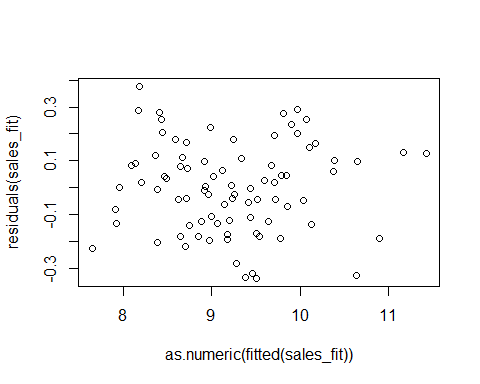 residuals(sales_fit)
0.3
0.1
-0.1
-0.3
8 9 10 11
as.numeric(fitted(sales_fit))